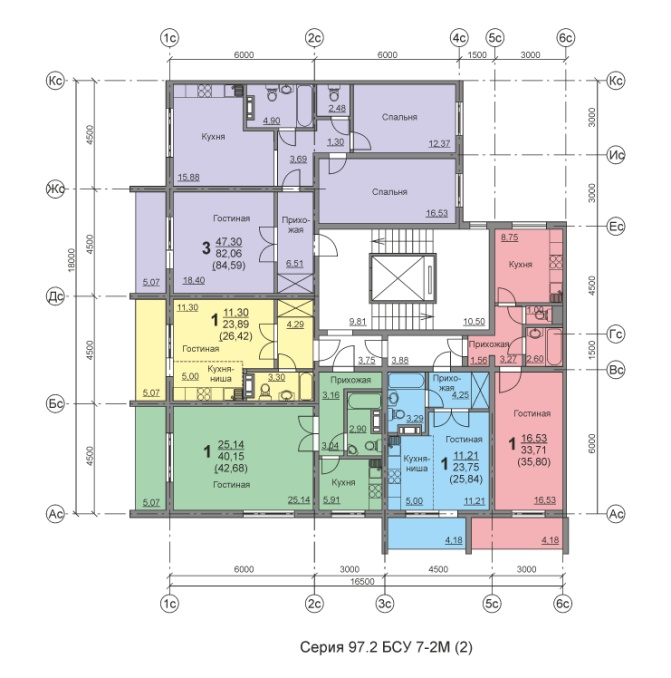 1с 2с 4с 5с 6с
6000 6000 1500 3000
Кс Кс
4500 3000
4.90 2.48
Кухня Спальня
1.30 12.37
3.69 Ис
15.88
Жс Спальня 3000
16.53
Гостиная Прихо-
жая
3 47.30
82.06
(84.59)
6.51
5.07 18.40
4500 18000
Ес
8.75
Кухня
4500
9.81 10.50
Дс
11.30 1 11.30
23.89
(26.42)
4.29
Гостиная
5.00 Кухня-
ниша
3.30
5.07
4500
1.04
Гс
Прихожая
3.75 3.88 1.56 3.27 2.60
1500
Вс
Бс
Прихожая
3.16
2.90
3.04
Прихо-
жая
4.25
3.29
1 25.14
40.15
(42.68)
Гостиная
5.07 25.14
4500
Кухня
5.91
Кухня-
ниша
Гостиная
1 11.21
23.75
(25.84)
5.00 11.21
Гостиная
1 16.53
33.71
(35.80)
16.53
6000
Ас Ас
4.18 4.18
6000 3000 4500 3000
16500
1с 2с 3с 5с 6с
Серия 97.2 БСУ 7-2М (2)